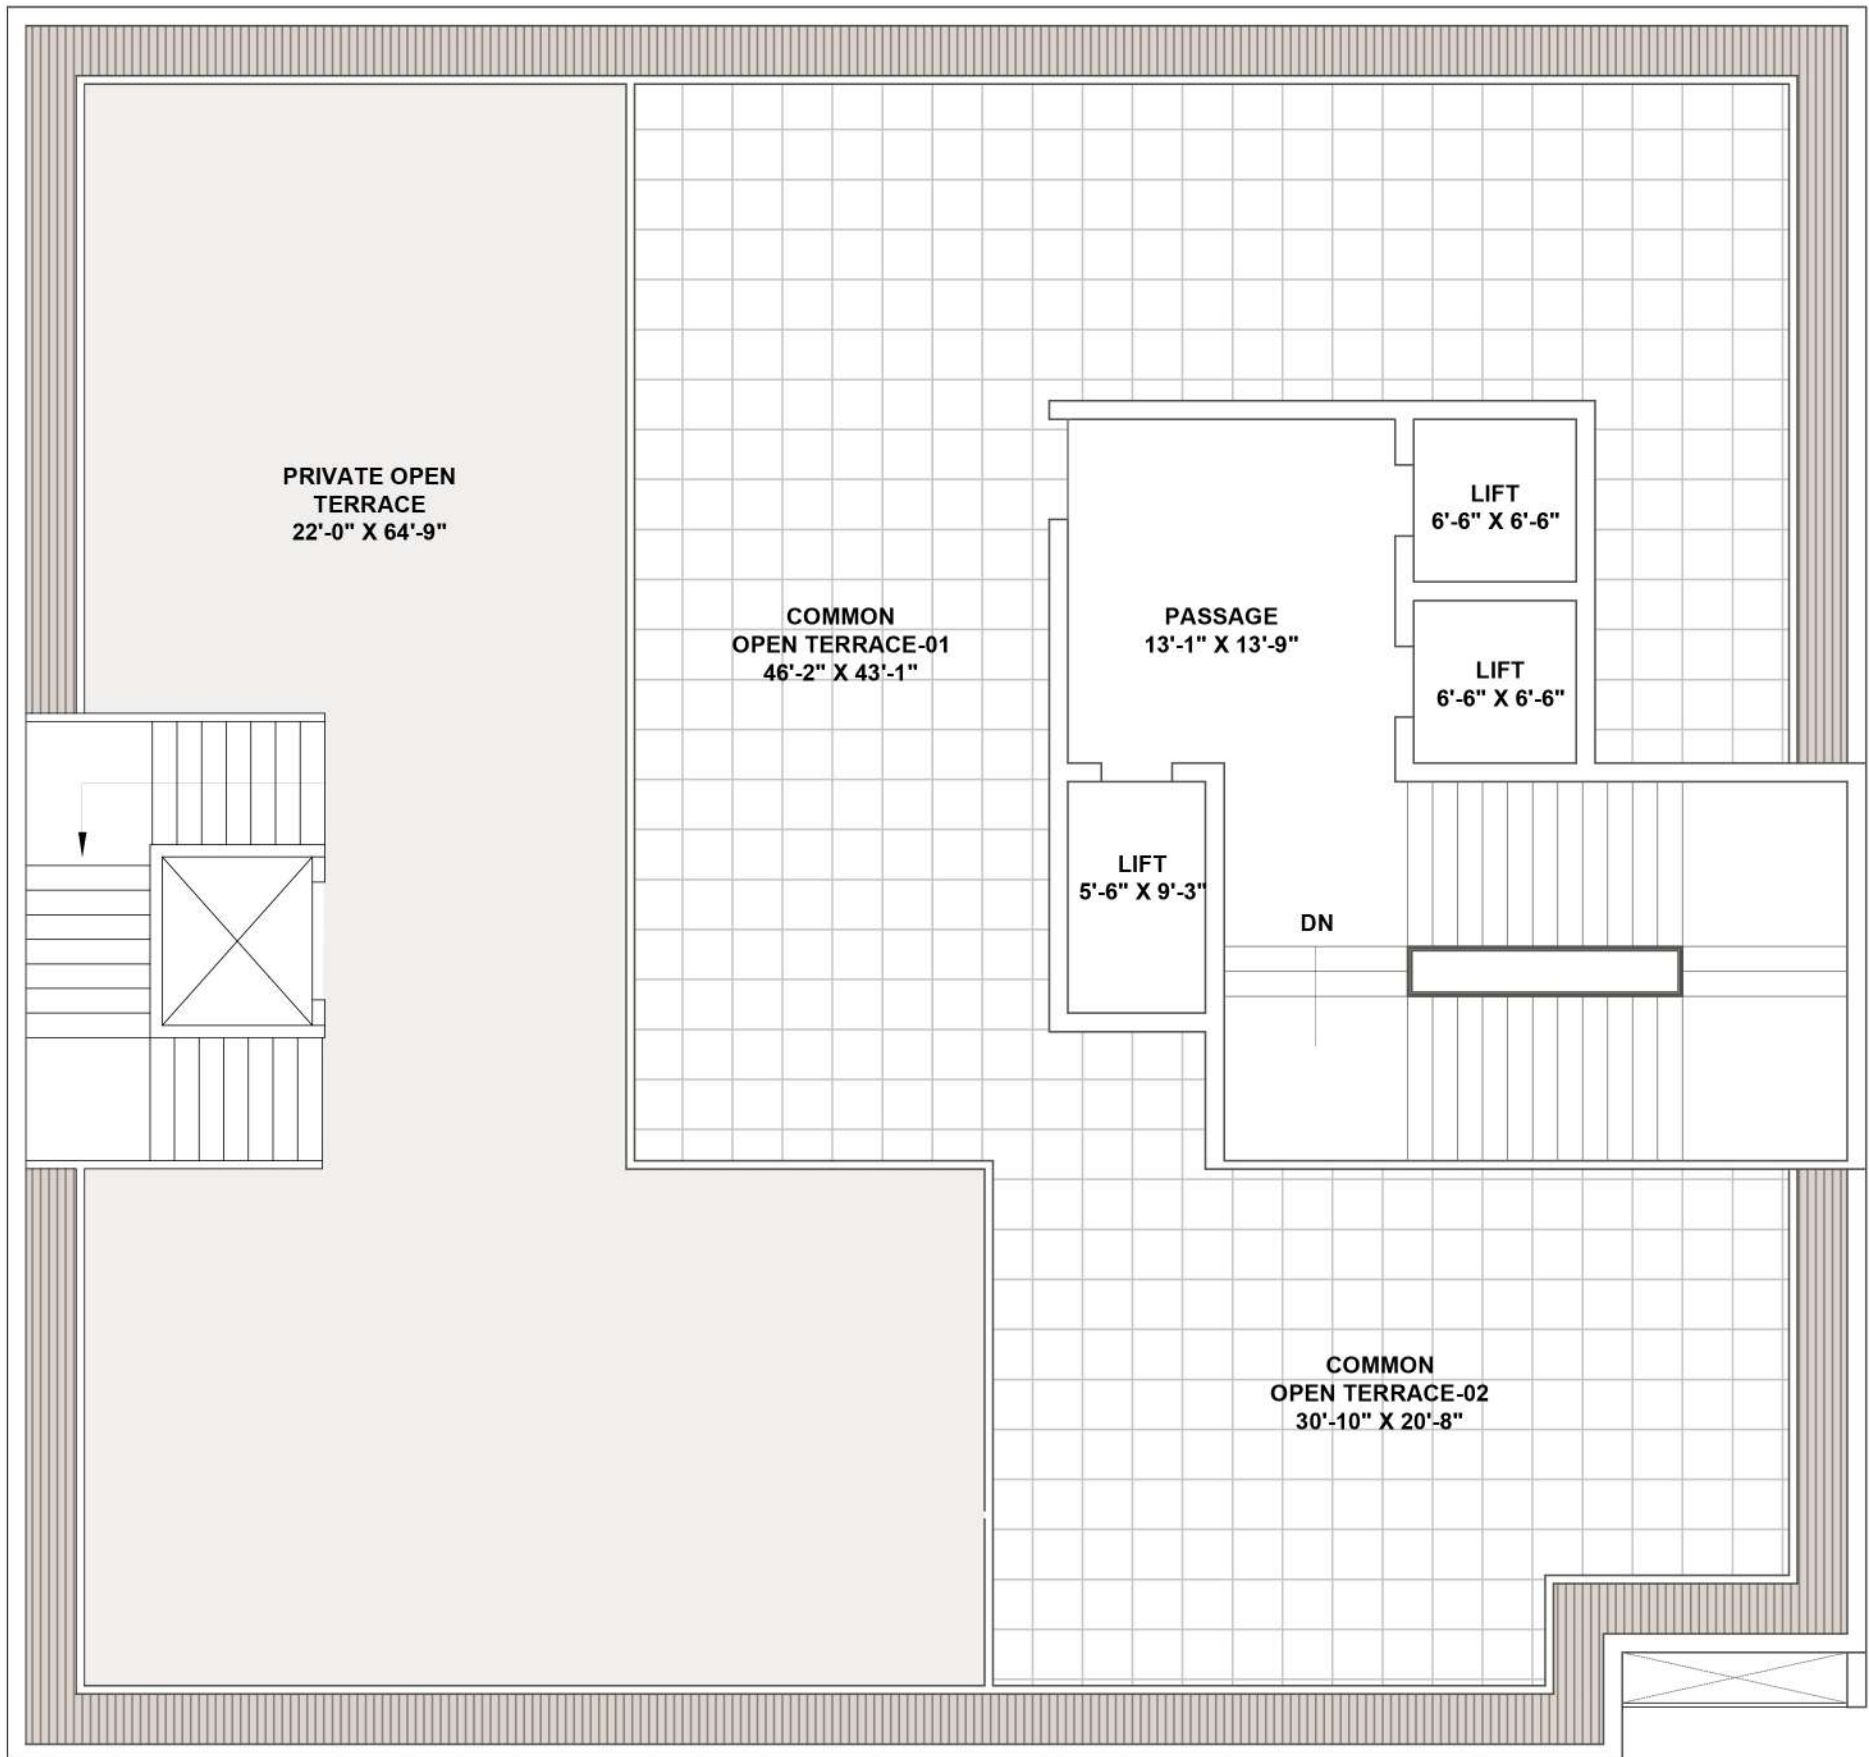 PRIVATE OPEN
TERRACE
22'-0" X 64'-9"
COMMON
OPEN TERRACE-01
46'-2" X 43'-1"
PASSAGE
13'-1" X 13'-9"
LIFT
6'-6" X 6'-6"
LIFT
6'-6" X 6'-6"
LIFT
5'-6" X 9'-3"
DN
COMMON
OPEN TERRACE-02
30'-10" X 20'-8"